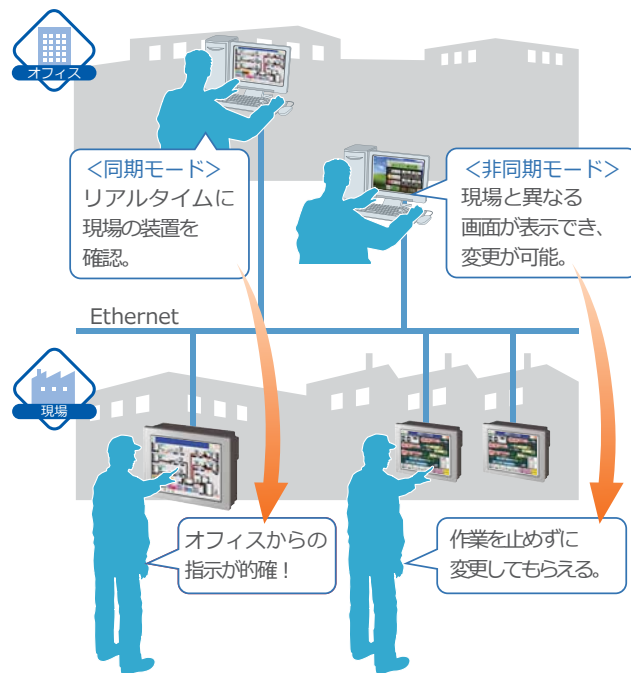 オフィス
<同期モード>
リアルタイムに
現場の装置を
確認。
<非同期モード>
現場と異なる
画面が表示でき、
変更が可能。
Ethernet
現場
オフィスからの
指示が的確！
作業を止めずに
変更してもらえる。